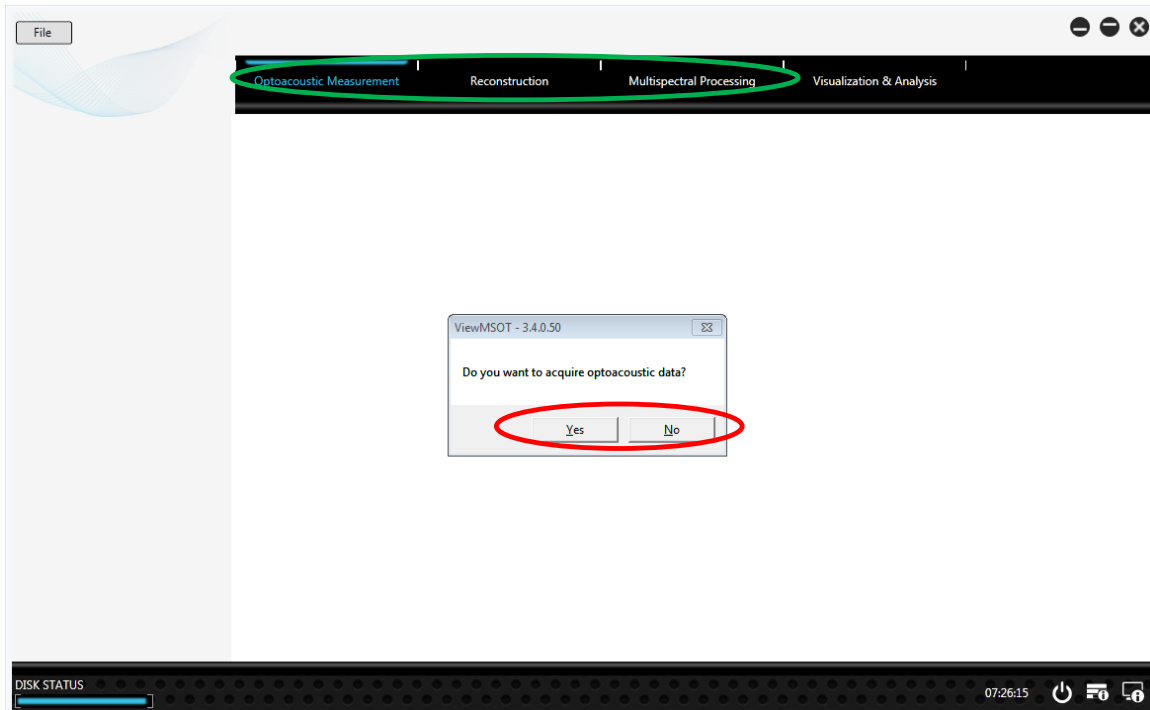 File
Optoacoustic Measurement Reconstruction Multispectral Processing Visualization & Analysis
ViewMSOT - 3.4.0.50
Do you want to acquire optoacoustic data?
Yes No
DISK STATUS
07:26:15